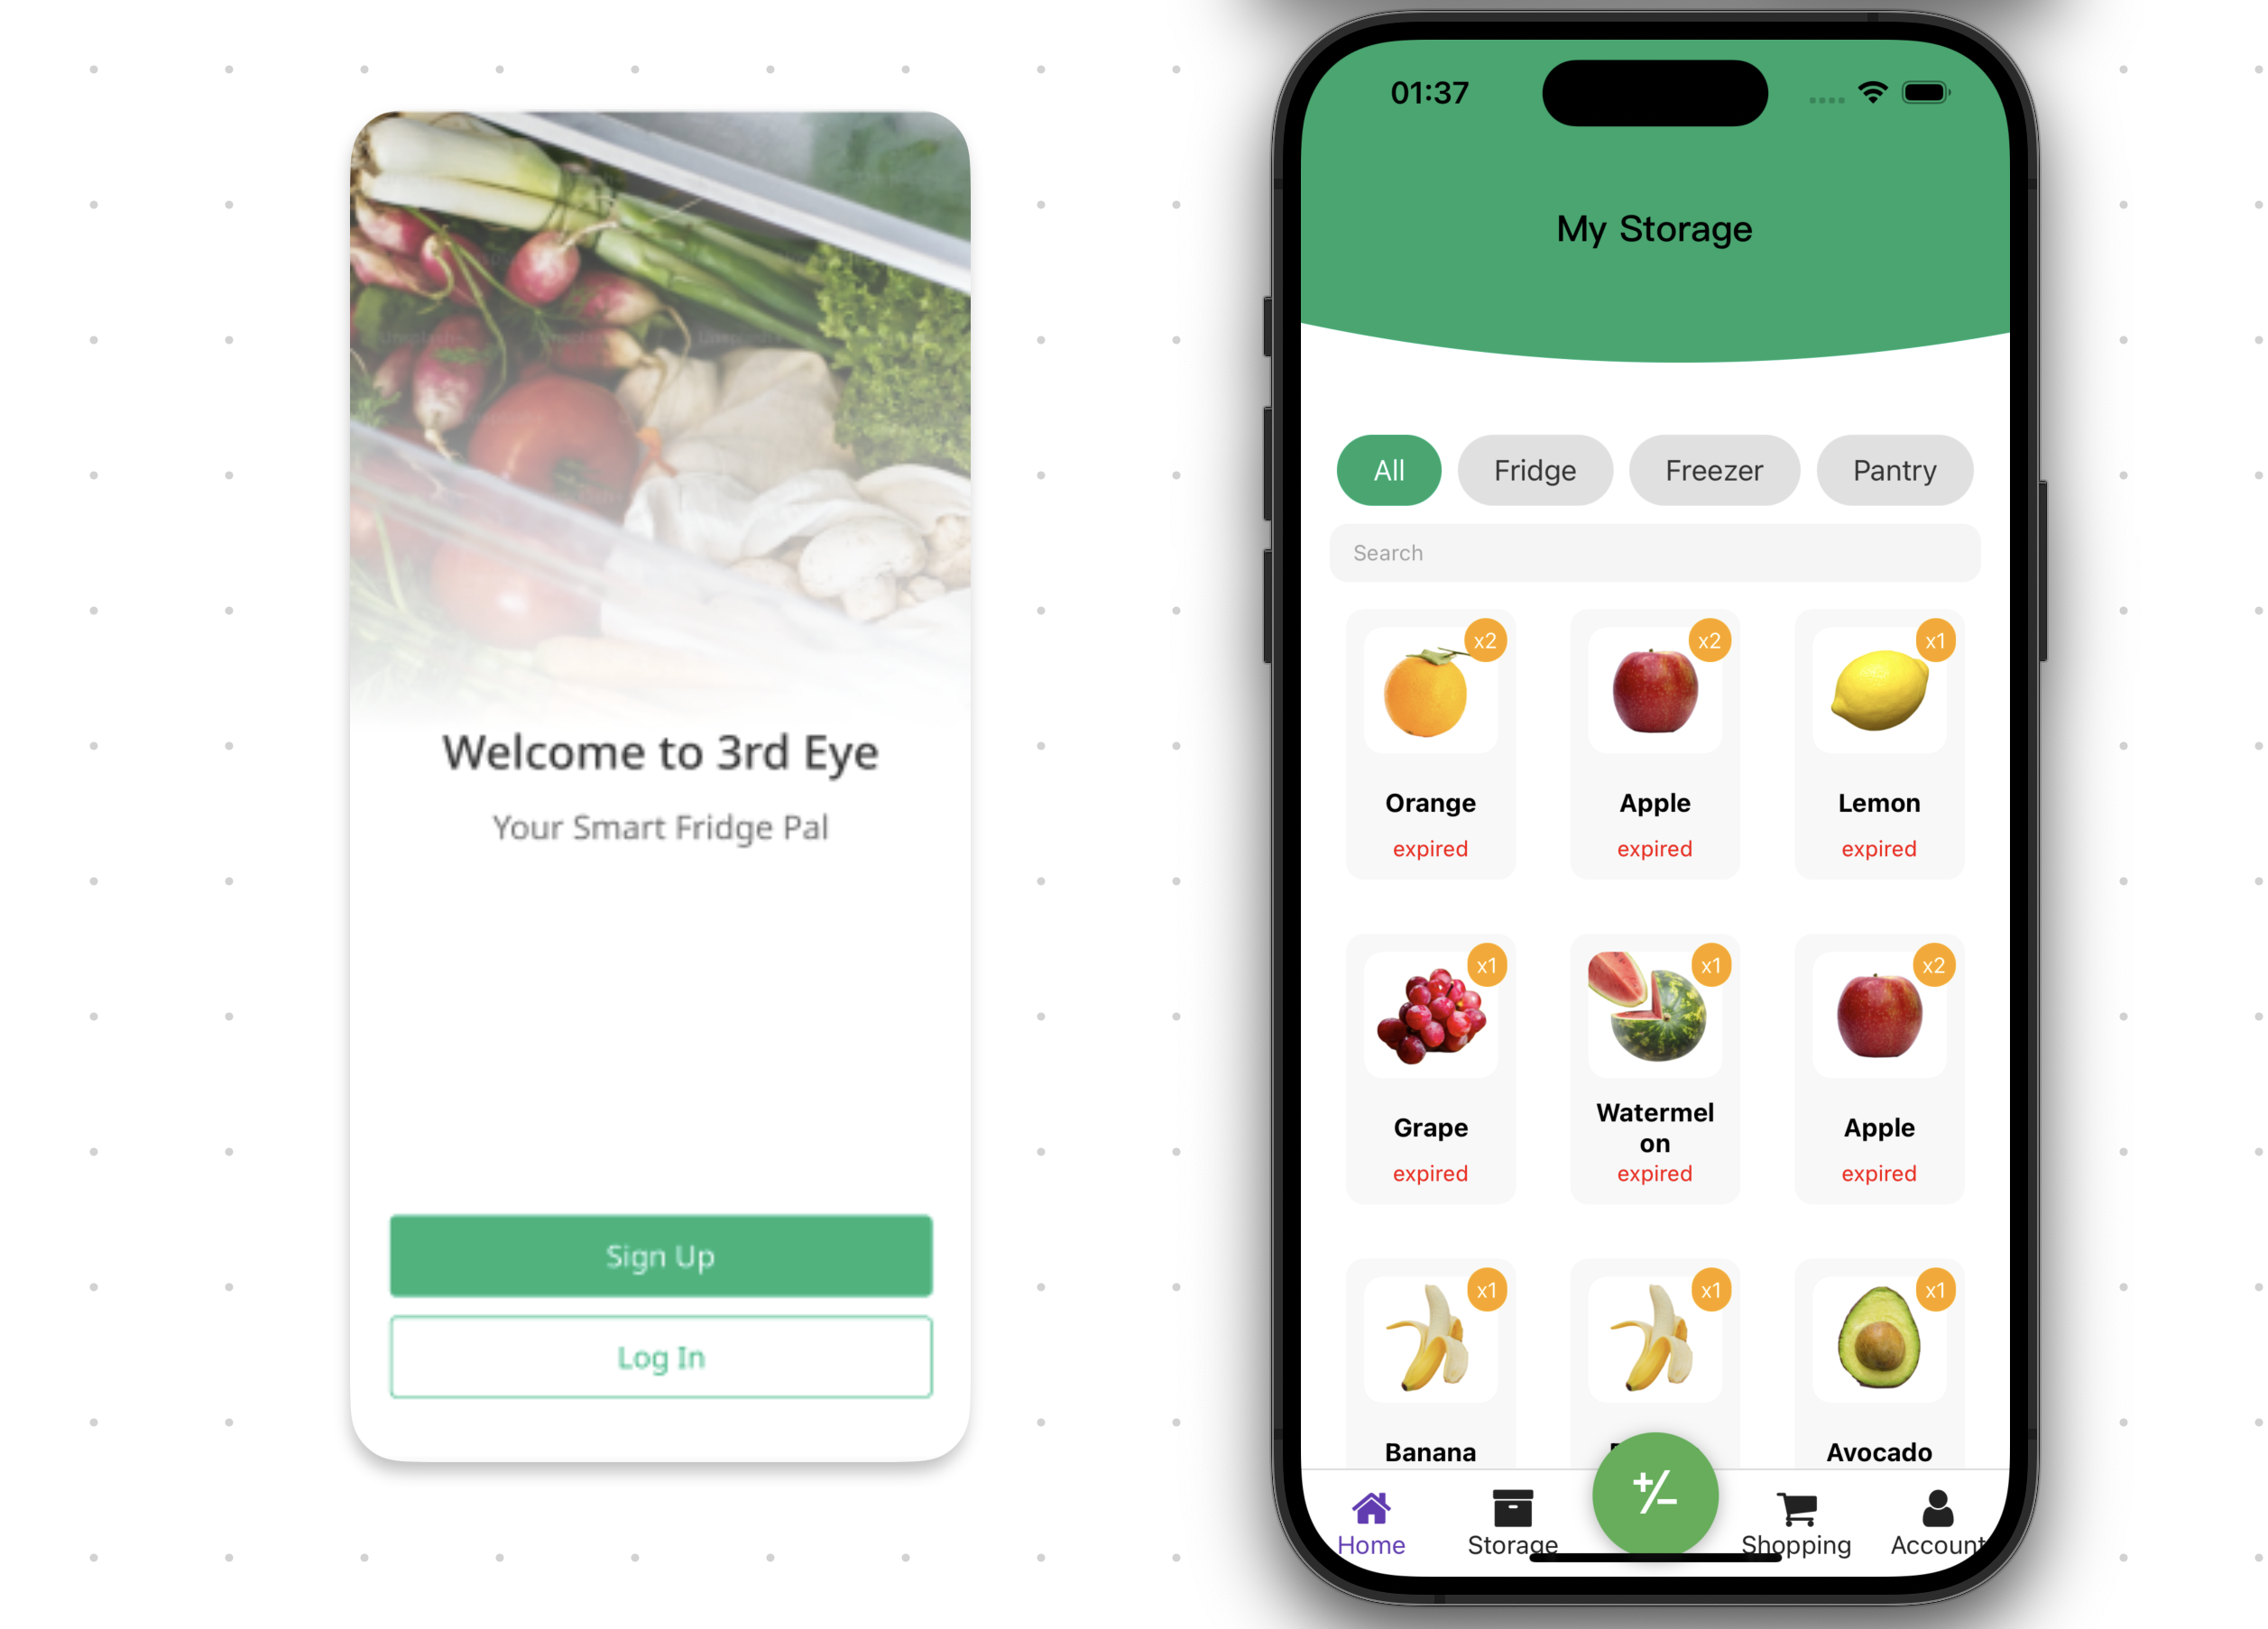 Welcome to 3rd Eye
Your Smart Fridge Pal
Sign Up
Log In
01:37
My Storage
All Fridge Freezer Pantry
Search
x2 x2 x1
Orange Apple Lemon
expired expired expired
x1 x1 x2
Grape Watermel Apple
on
expired expired expired
x1 x1 x1
Banana Avocado
+/-
Home Storage Shopping Account